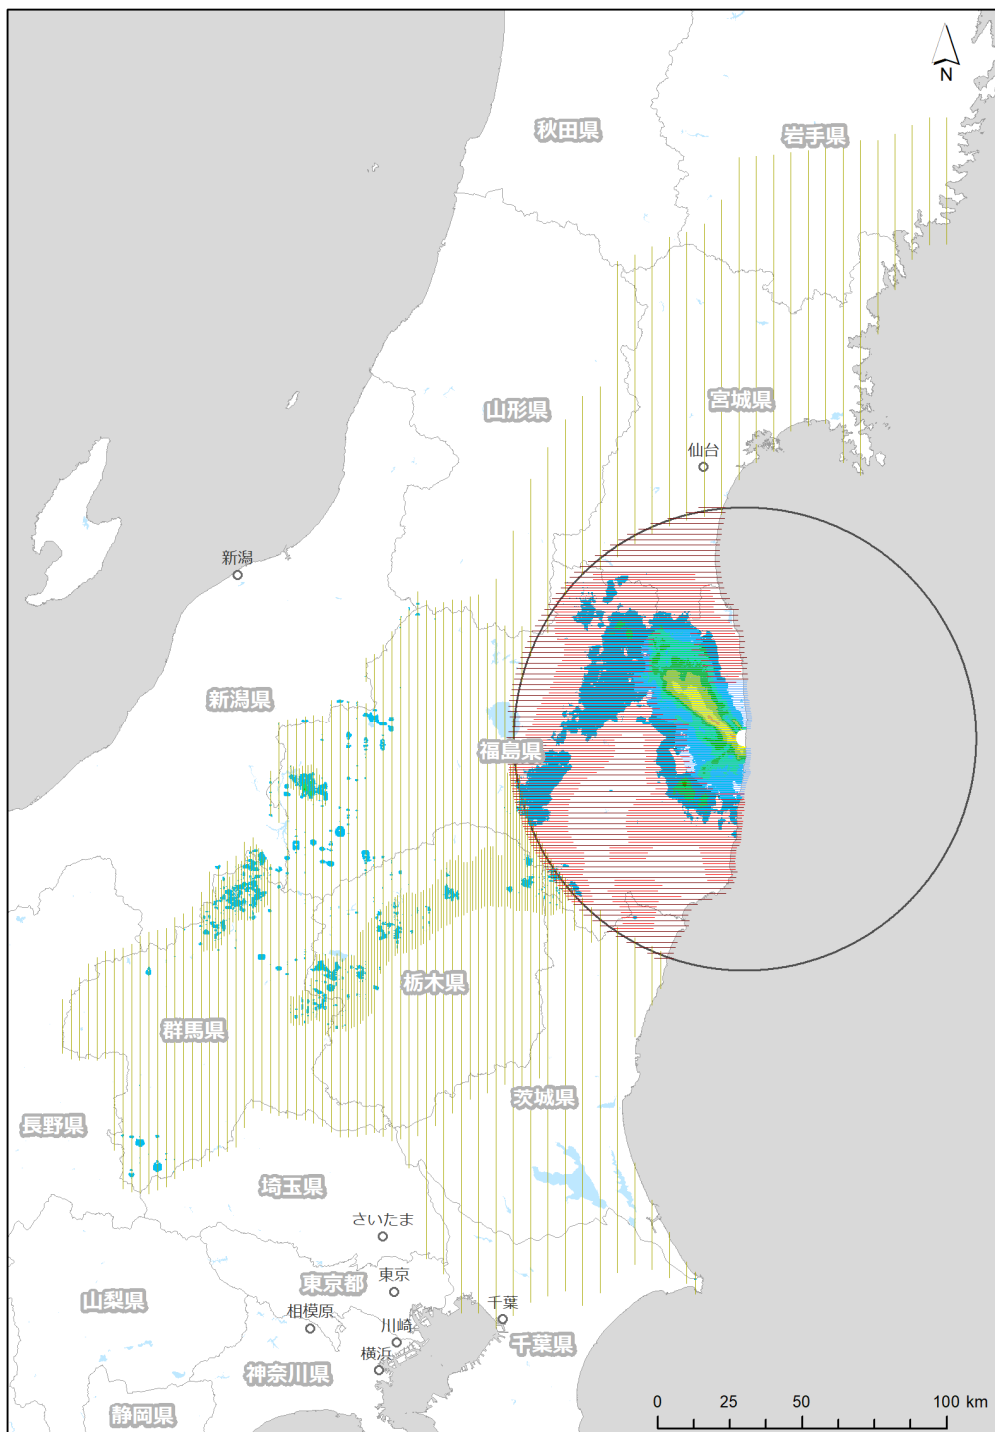 N
秋田県
岩手県
山形県
宮城県
仙台
新潟
新潟県
福島県
栃木県
群馬県
茨城県
長野県
埼玉県
さいたま
東京都
東京
山梨県
相模原
千葉
川崎
千葉県
横浜
神奈川県
静岡県
0 25 50 100 km